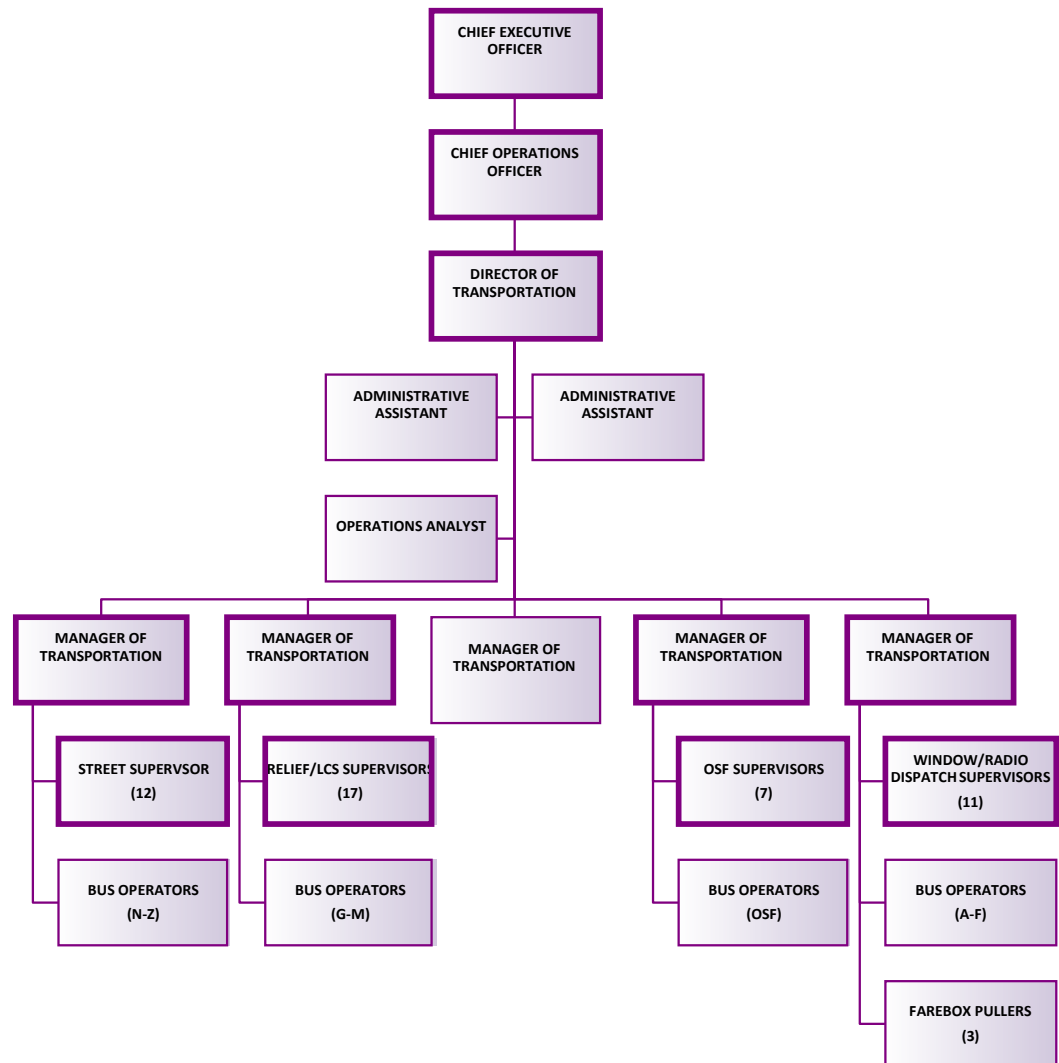 CHIEF EXECUTIVE
OFFICER
CHIEF OPERATIONS
OFFICER
DIRECTOR OF
TRANSPORTATION
ADMINISTRATIVE
ASSISTANT
ADMINISTRATIVE
ASSISTANT
OPERATIONS ANALYST
MANAGER OF
TRANSPORTATION
MANAGER OF
TRANSPORTATION
MANAGER OF
TRANSPORTATION
MANAGER OF
TRANSPORTATION
MANAGER OF
TRANSPORTATION
STREET SUPERVSOR
(12)
RELIEF/LCS SUPERVISORS
(17)
OSF SUPERVISORS
(7)
WINDOW/RADIO
DISPATCH SUPERVISORS
(11)
BUS OPERATORS
(N-Z)
BUS OPERATORS
(G-M)
BUS OPERATORS
(OSF)
BUS OPERATORS
(A-F)
FAREBOX PULLERS
(3)